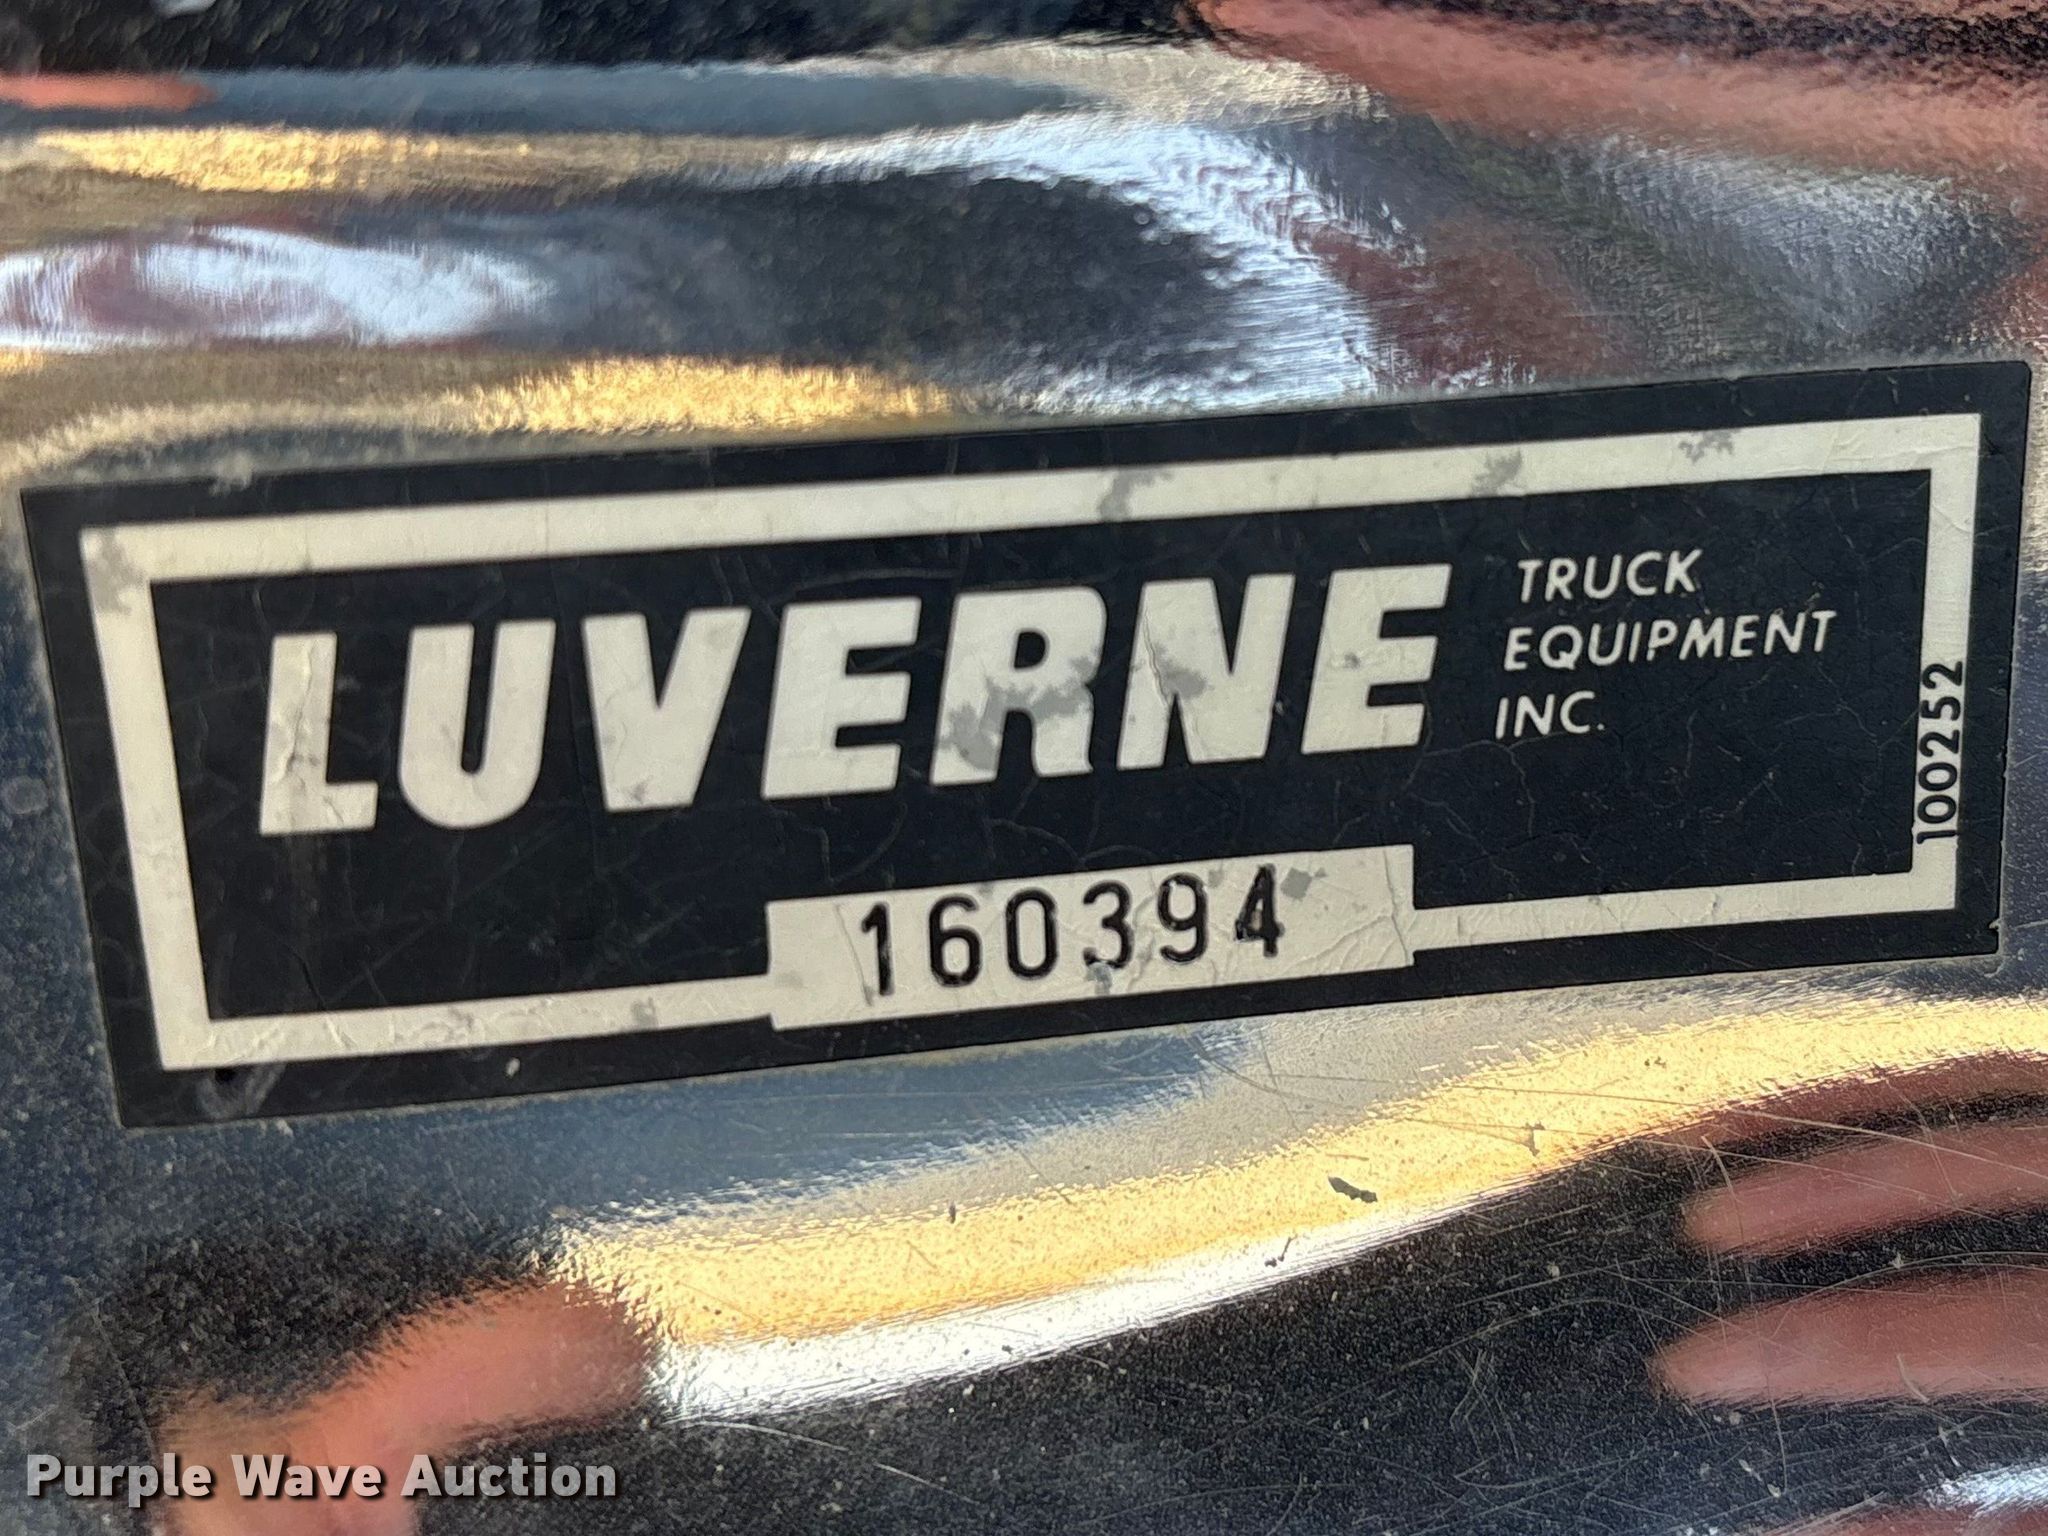 LUVERNE
TRUCK
EQUIPMENT
INC.
100252
160394
Purple Wave Auction